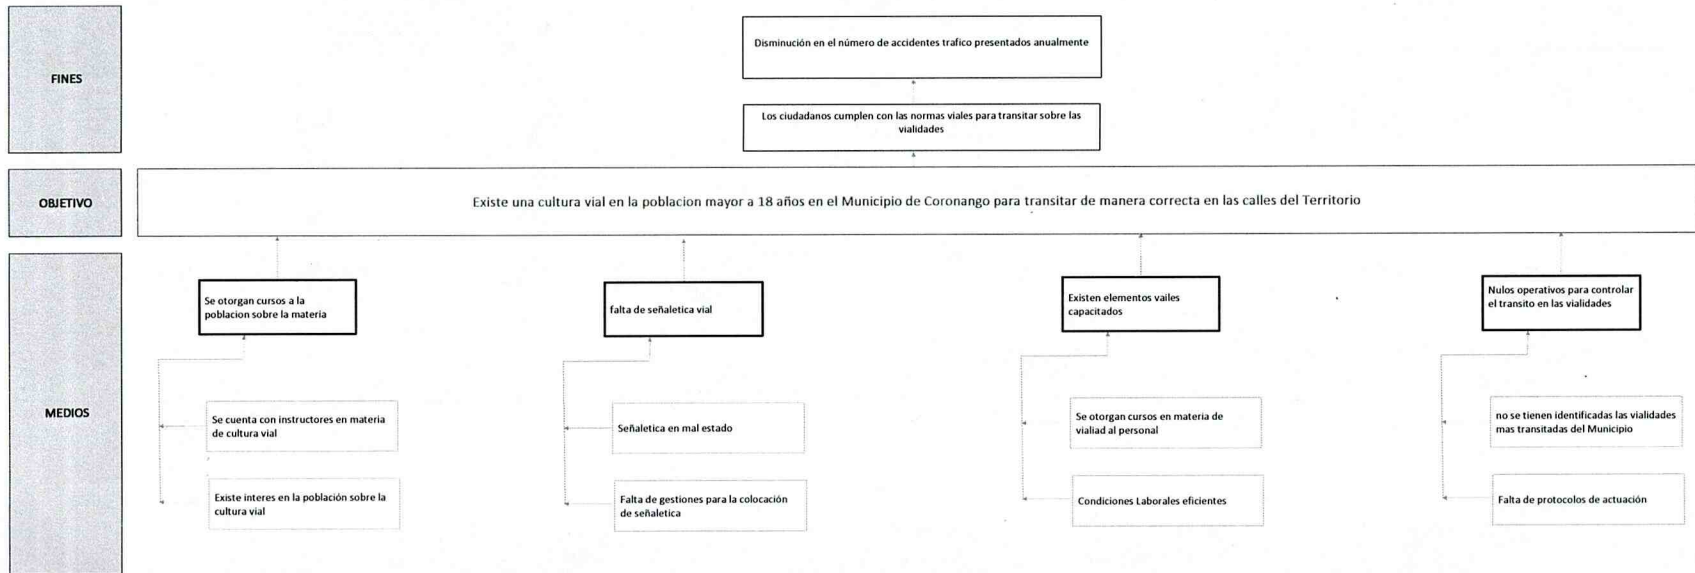 FINES
Disminución en el número de accidentes trafico presentados anualmente
Los ciudadanos cumplen con las normas viales para transitar sobre las
vialidades
OBJETIVO
Existe una cultura vial en la poblacion mayor a 18 años en el Municipio de Coronango para transitar de manera correcta en las calles del Territorio
MEDIOS
Se otorgan cursos a la
poblacion sobre la materia
falta de señaletica vial
Existen elementos vailes
capacitados
Nulos operativos para controlar
el transito en las vialidades
Se cuenta con instructores en materia
de cultura vial
Señaletica en mal estado
Se otorgan cursos en materia de
vialiad al personal
no se tienen identificadas las vialidades
mas transitadas del Municipio
Existe interes en la población sobre la
cultura vial
Falta de gestiones para la colocación
de señaletica
Condiciones Laborales eficientes
Falta de protocolos de actuación